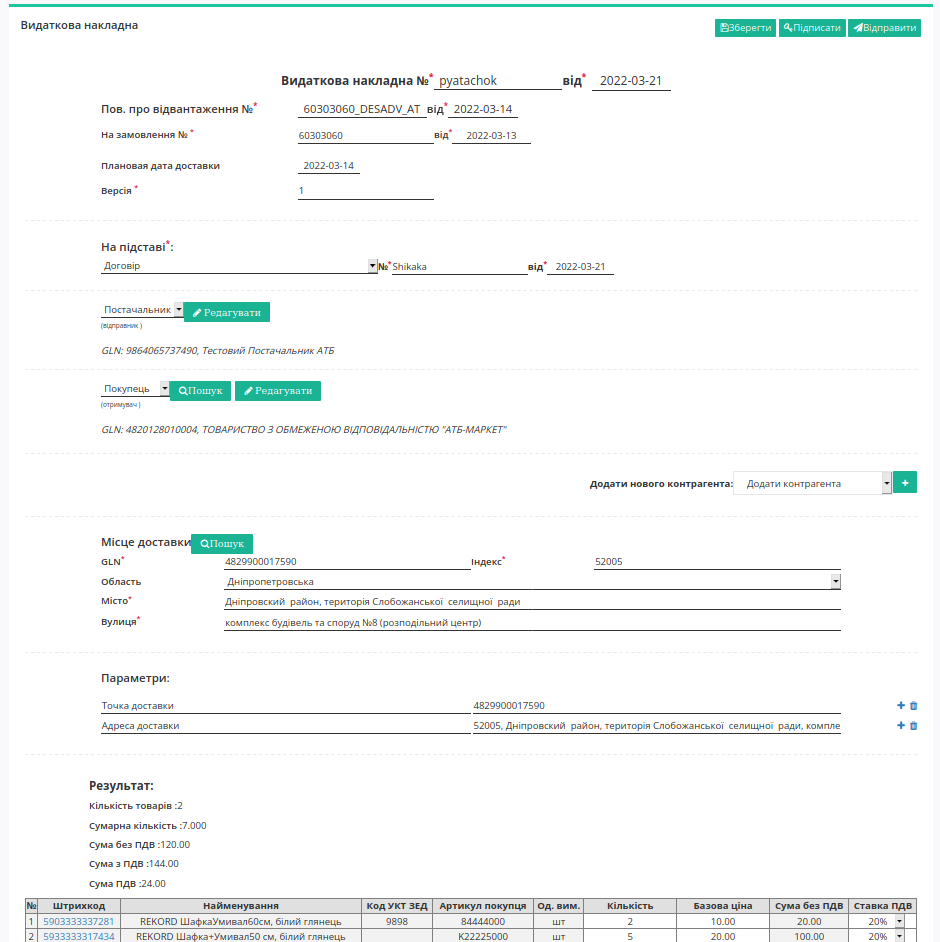 Видаткова накладна
Зберегти Підписати Відправити
Видаткова накладна №* pyatachok від* 2022-03-21
Пов. про відвантаження №* 60303060_DESADV_AT від* 2022-03-14
На замовлення № * 60303060 від* 2022-03-13
Планова дата доставки 2022-03-14
Версія * 1
На підставі*:
Договір №* Shikaka від* 2022-03-21
Постачальник Редагувати
(відправник )
GLN: 9864065737490, Тестовий Постачальник АТБ
Покупець Пошук Редагувати
(отримувач )
GLN: 4820128010004, ТОВАРИСТВО З ОБМЕЖЕНОЮ ВІДПОВІДАЛЬНІСТЮ "АТБ-МАРКЕТ"
Додати нового контрагента: Додати контрагента +
Місце доставки Пошук
GLN* 4829900017590 Індекс* 52005
Область Дніпропетровська
Місто* Дніпровский район, територія Слобожанської селищної ради
Вулиця* комплекс будівель та споруд №8 (розподільний центр)
Параметри:
Точка доставки 4829900017590
Адреса доставки 52005, Дніпровский район, територія Слобожанської селищної ради, компле
Результат:
Кількість товарів :2
Сумарна кількість :7.000
Сума без ПДВ :120.00
Сума з ПДВ :144.00
Сума ПДВ :24.00
№ Штрихкод Найменування Код УКТ ЗЕД Артикул покупця Од. вим. Кількість Базова ціна Сума без ПДВ Ставка ПДВ
1 5903333337281 REKORD ШафкаУмивал60см, білий глянець 9898 84444000 шт 2 10.00 20.00 20%
2 5933333317434 REKORD Шафка+Умивал50 см, білий глянець K22225000 шт 5 20.00 100.00 20%